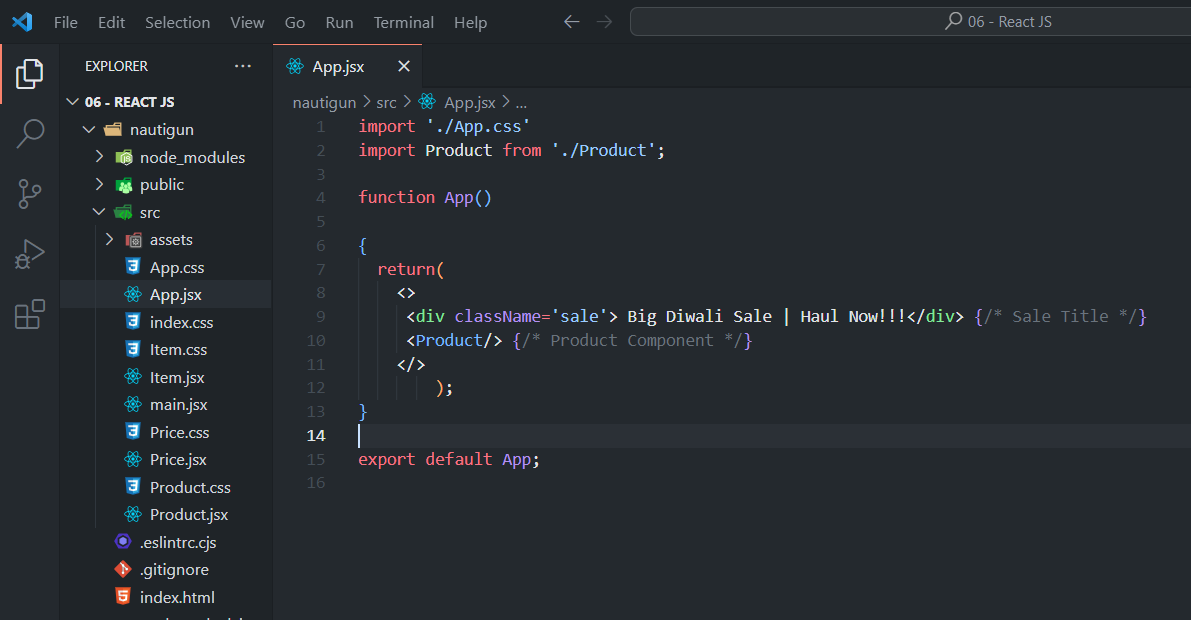 File Edit Selection View Go Run Terminal Help
06 - React JS
EXPLORER
06 - REACT JS
nautigun
node_modules
public
src
assets
App.css
App.jsx
index.css
Item.css
Item.jsx
main.jsx
Price.css
Price.jsx
Product.css
Product.jsx
.eslintrc.cjs
.gitignore
index.html
App.jsx
nautigun > src > App.jsx > ...
1 import './App.css'
2 import Product from './Product';
3
4 function App()
5
6 {
7 return(
8 <>
9 <div className='sale'> Big Diwali Sale | Haul Now!!!</div> {/* Sale Title */}
10 <Product/> {/* Product Component */}
11 </>
12 );
13 }
14
15 export default App;
16